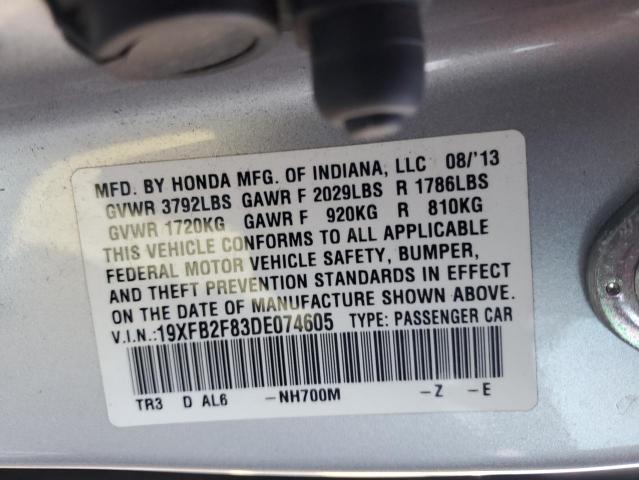 MFD. BY HONDA MFG. OF INDIANA, LLC 08/'13
GVWR 3792LBS GAWR F 2029LBS R 1786LBS
GVWR 1720KG GAWR F 920KG R 810KG
THIS VEHICLE CONFORMS TO ALL APPLICABLE
FEDERAL MOTOR VEHICLE SAFETY, BUMPER,
AND THEFT PREVENTION STANDARDS IN EFFECT
ON THE DATE OF MANUFACTURE SHOWN ABOVE.
V.I.N.:19XFB2F83DE074605 TYPE: PASSENGER CAR
TR3 D AL6 -NH700M -Z -E